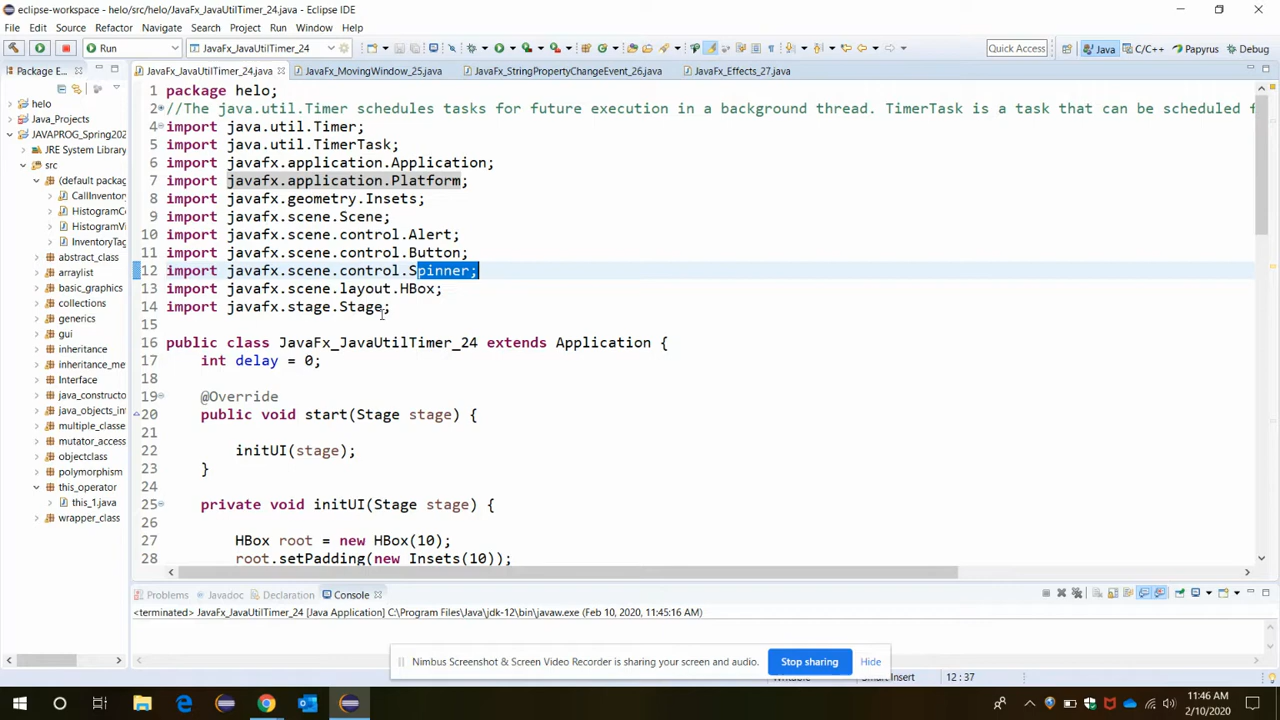 eclipse-workspace - helo/src/helo/JavaFx_JavaUtilTimer_24.java - Eclipse IDE
File Edit Source Refactor Navigate Search Project Run Window Help
Run JavaFx_JavaUtilTimer_24 Quick Access Java C/C++ Papyrus Debug
Package E... JavaFx_JavaUtilTimer_24.java JavaFx_MovingWindow_25.java JavaFx_StringPropertyChangeEvent_26.java JavaFx_Effects_27.java
helo
Java_Projects
JAVAPROG_Spring202
JRE System Library
src
(default packag
CallInventory
HistogramCo
HistogramVi
InventoryTag
abstract_class
arraylist
basic_graphics
collections
generics
gui
inheritance
inheritance_me
Interface
java_constructo
java_objects_in
multiple_classe
mutator_access
objectclass
polymorphism
this_operator
this_1.java
wrapper_class
1 package helo;
2 //The java.util.Timer schedules tasks for future execution in a background thread. TimerTask is a task that can be scheduled f
4 import java.util.Timer;
5 import java.util.TimerTask;
6 import javafx.application.Application;
7 import javafx.application.Platform;
8 import javafx.geometry.Insets;
9 import javafx.scene.Scene;
10 import javafx.scene.control.Alert;
11 import javafx.scene.control.Button;
12 import javafx.scene.control.Spinner;
13 import javafx.scene.layout.HBox;
14 import javafx.stage.Stage;
15
16 public class JavaFx_JavaUtilTimer_24 extends Application {
17 int delay = 0;
18
19 @Override
20 public void start(Stage stage) {
21
22 initUI(stage);
23 }
24
25 private void initUI(Stage stage) {
26
27 HBox root = new HBox(10);
28 root.setPadding(new Insets(10));
Problems Javadoc Declaration Console
<terminated> JavaFx_JavaUtilTimer_24 [Java Application] C:\Program Files\Java\jdk-12\bin\javaw.exe (Feb 10, 2020, 11:45:16 AM)
Nimbus Screenshot & Screen Video Recorder is sharing your screen and audio. Stop sharing Hide
Writable Smart Insert 12 : 37
11:46 AM
2/10/2020